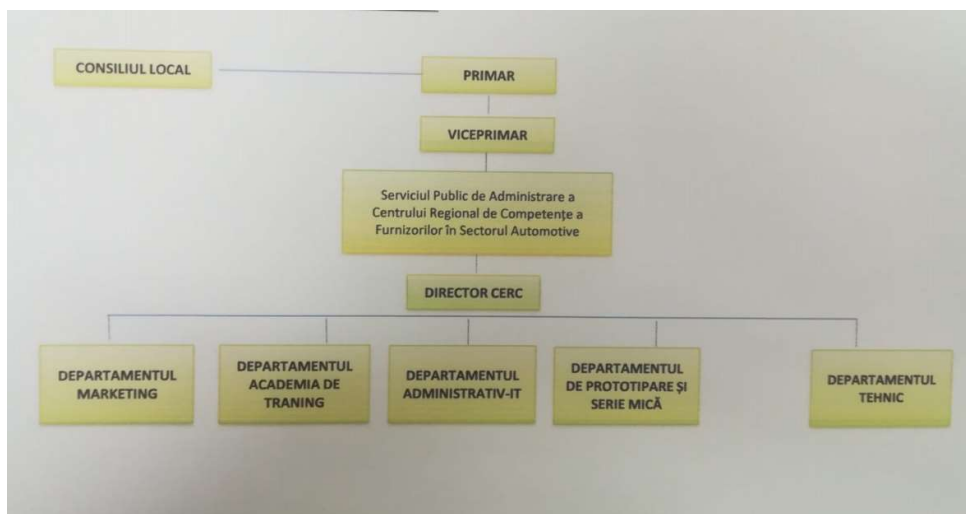 CONSILIUL LOCAL
PRIMAR
VICEPRIMAR
Serviciul Public de Administrare a
Centrului Regional de Competențe a
Furnizorilor în Sectorul Automotive
DIRECTOR CERC
DEPARTAMENTUL
MARKETING
DEPARTAMENTUL
ACADEMIA DE
TRANING
DEPARTAMENTUL
ADMINISTRATIV-IT
DEPARTAMENTUL
DE PROTOTIPARE ȘI
SERIE MICĂ
DEPARTAMENTUL
TEHNIC